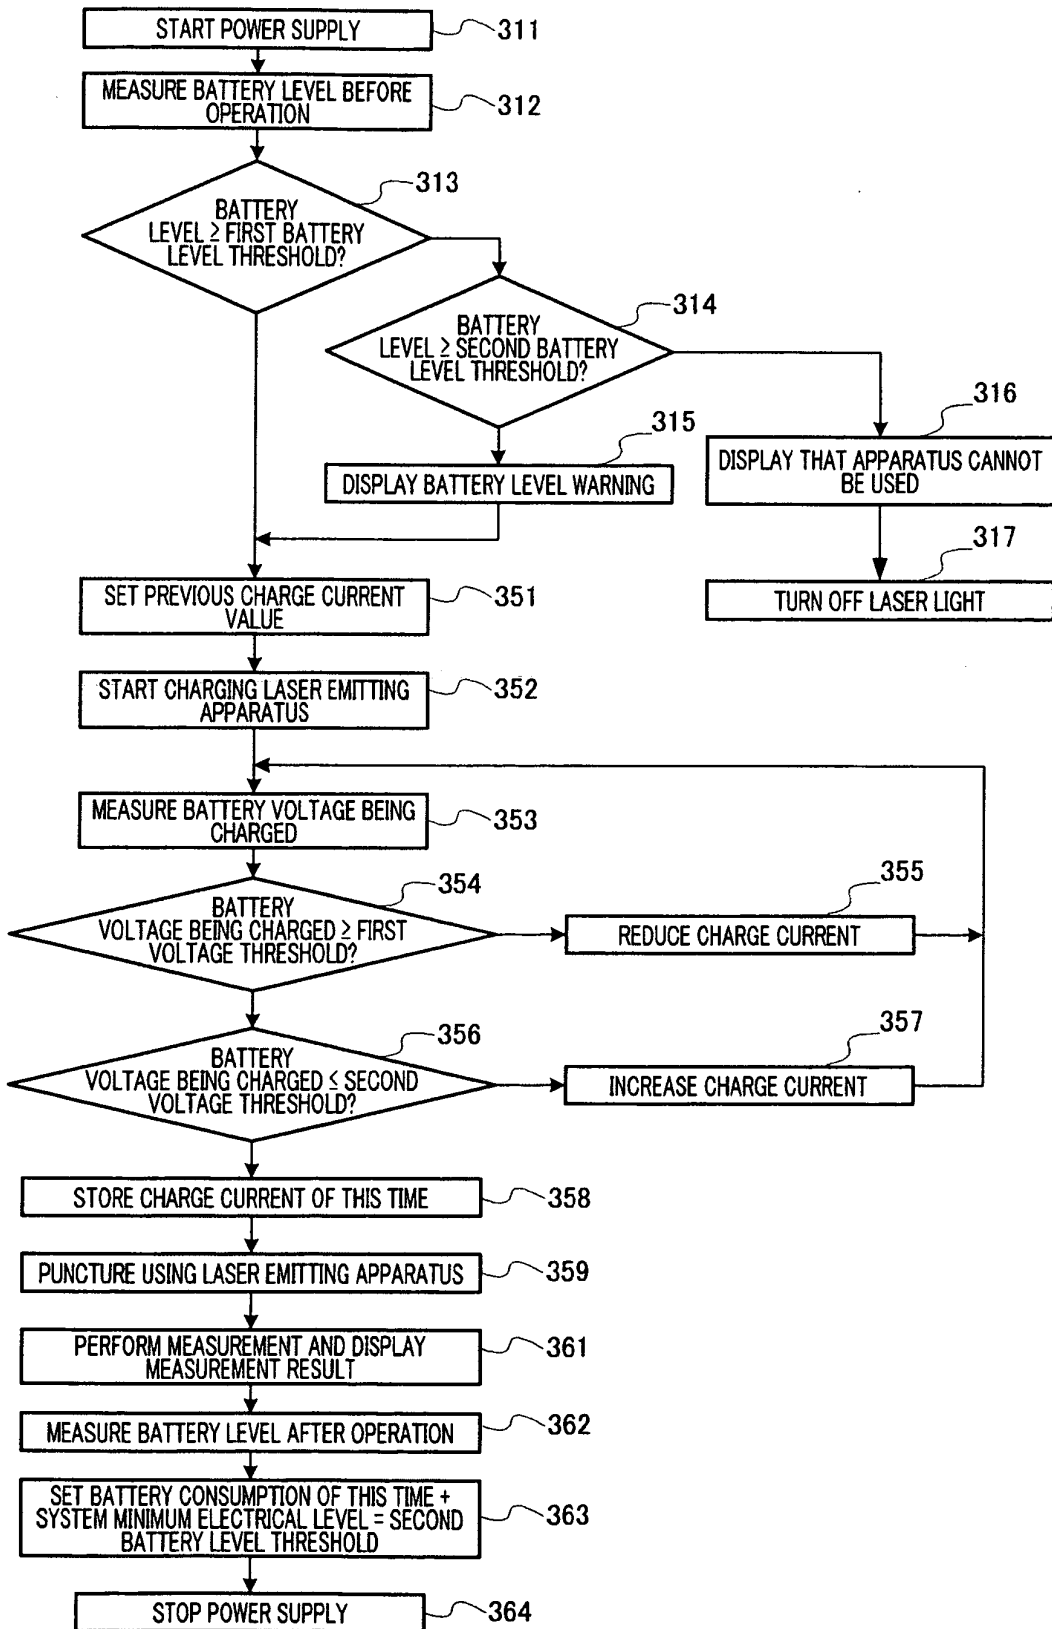 START POWER SUPPLY
311
MEASURE BATTERY LEVEL BEFORE
OPERATION
312
313
BATTERY
LEVEL ≥ FIRST BATTERY
LEVEL THRESHOLD?
314
BATTERY
LEVEL ≥ SECOND BATTERY
LEVEL THRESHOLD?
315
DISPLAY BATTERY LEVEL WARNING
316
DISPLAY THAT APPARATUS CANNOT
BE USED
317
TURN OFF LASER LIGHT
SET PREVIOUS CHARGE CURRENT
VALUE
351
START CHARGING LASER EMITTING
APPARATUS
352
MEASURE BATTERY VOLTAGE BEING
CHARGED
353
354
BATTERY
VOLTAGE BEING CHARGED ≥ FIRST
VOLTAGE THRESHOLD?
355
REDUCE CHARGE CURRENT
356
BATTERY
VOLTAGE BEING CHARGED ≤ SECOND
VOLTAGE THRESHOLD?
357
INCREASE CHARGE CURRENT
STORE CHARGE CURRENT OF THIS TIME
358
PUNCTURE USING LASER EMITTING APPARATUS
359
PERFORM MEASUREMENT AND DISPLAY
MEASUREMENT RESULT
361
MEASURE BATTERY LEVEL AFTER OPERATION
362
SET BATTERY CONSUMPTION OF THIS TIME +
SYSTEM MINIMUM ELECTRICAL LEVEL = SECOND
BATTERY LEVEL THRESHOLD
363
STOP POWER SUPPLY
364